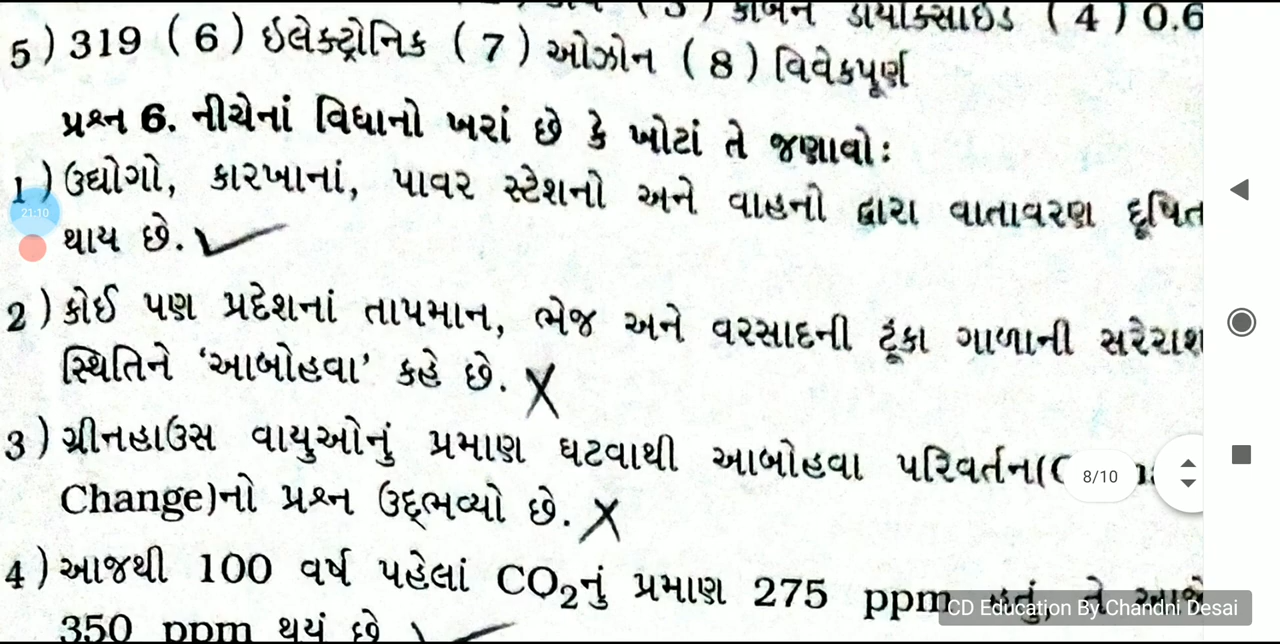 કાર્બન ડાયોક્સાઇડ (4) 0.6
5) 319 (6) ઇલેક્ટ્રોનિક (7) ઓઝોન (8) વિવેકપૂર્ણ
પ્રશ્ન 6. નીચેનાં વિધાનો ખરાં છે કે ખોટાં તે જણાવો:
1) ઉદ્યોગો, કારખાનાં, પાવર સ્ટેશનો અને વાહનો દ્વારા વાતાવરણ દૂષિત
21:10
થાય છે.
2) કોઈ પણ પ્રદેશનાં તાપમાન, ભેજ અને વરસાદની ટૂંકા ગાળાની સરેરાશ
સ્થિતિને ‘આબોહવા’ કહે છે. X
3) ગ્રીનહાઉસ વાયુઓનું પ્રમાણ ઘટવાથી આબોહવા પરિવર્તન(
8/10
Change)નો પ્રશ્ન ઉદ્ભવ્યો છે. X
4) આજથી 100 વર્ષ પહેલાં CO₂નું પ્રમાણ 275 ppm હતું, તે આજે
CD Education By Chandni Desai
350 ppm થયું છે